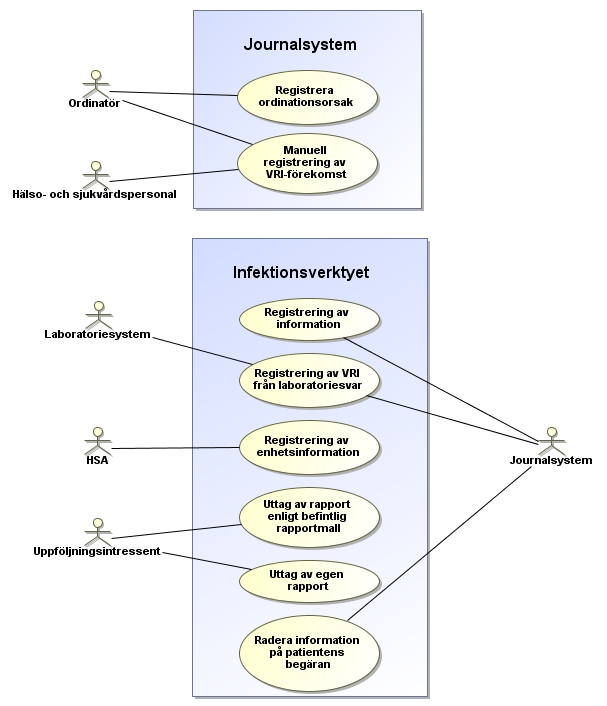 Journalsystem
Registrera
ordinationsorsak
Ordinatör
Manuell
registrering av
VRI-förekomst
Hälso- och sjukvårdspersonal
Infektionsverktyet
Registrering av
information
Laboratoriesystem
Registrering av VRI
från laboratoriesvar
Registrering av
enhetsinformation
HSA
Journalsystem
Uttag av rapport
enligt befintlig
rapportmall
Uppföljningsintressent
Uttag av egen
rapport
Radera information
på patientens
begäran